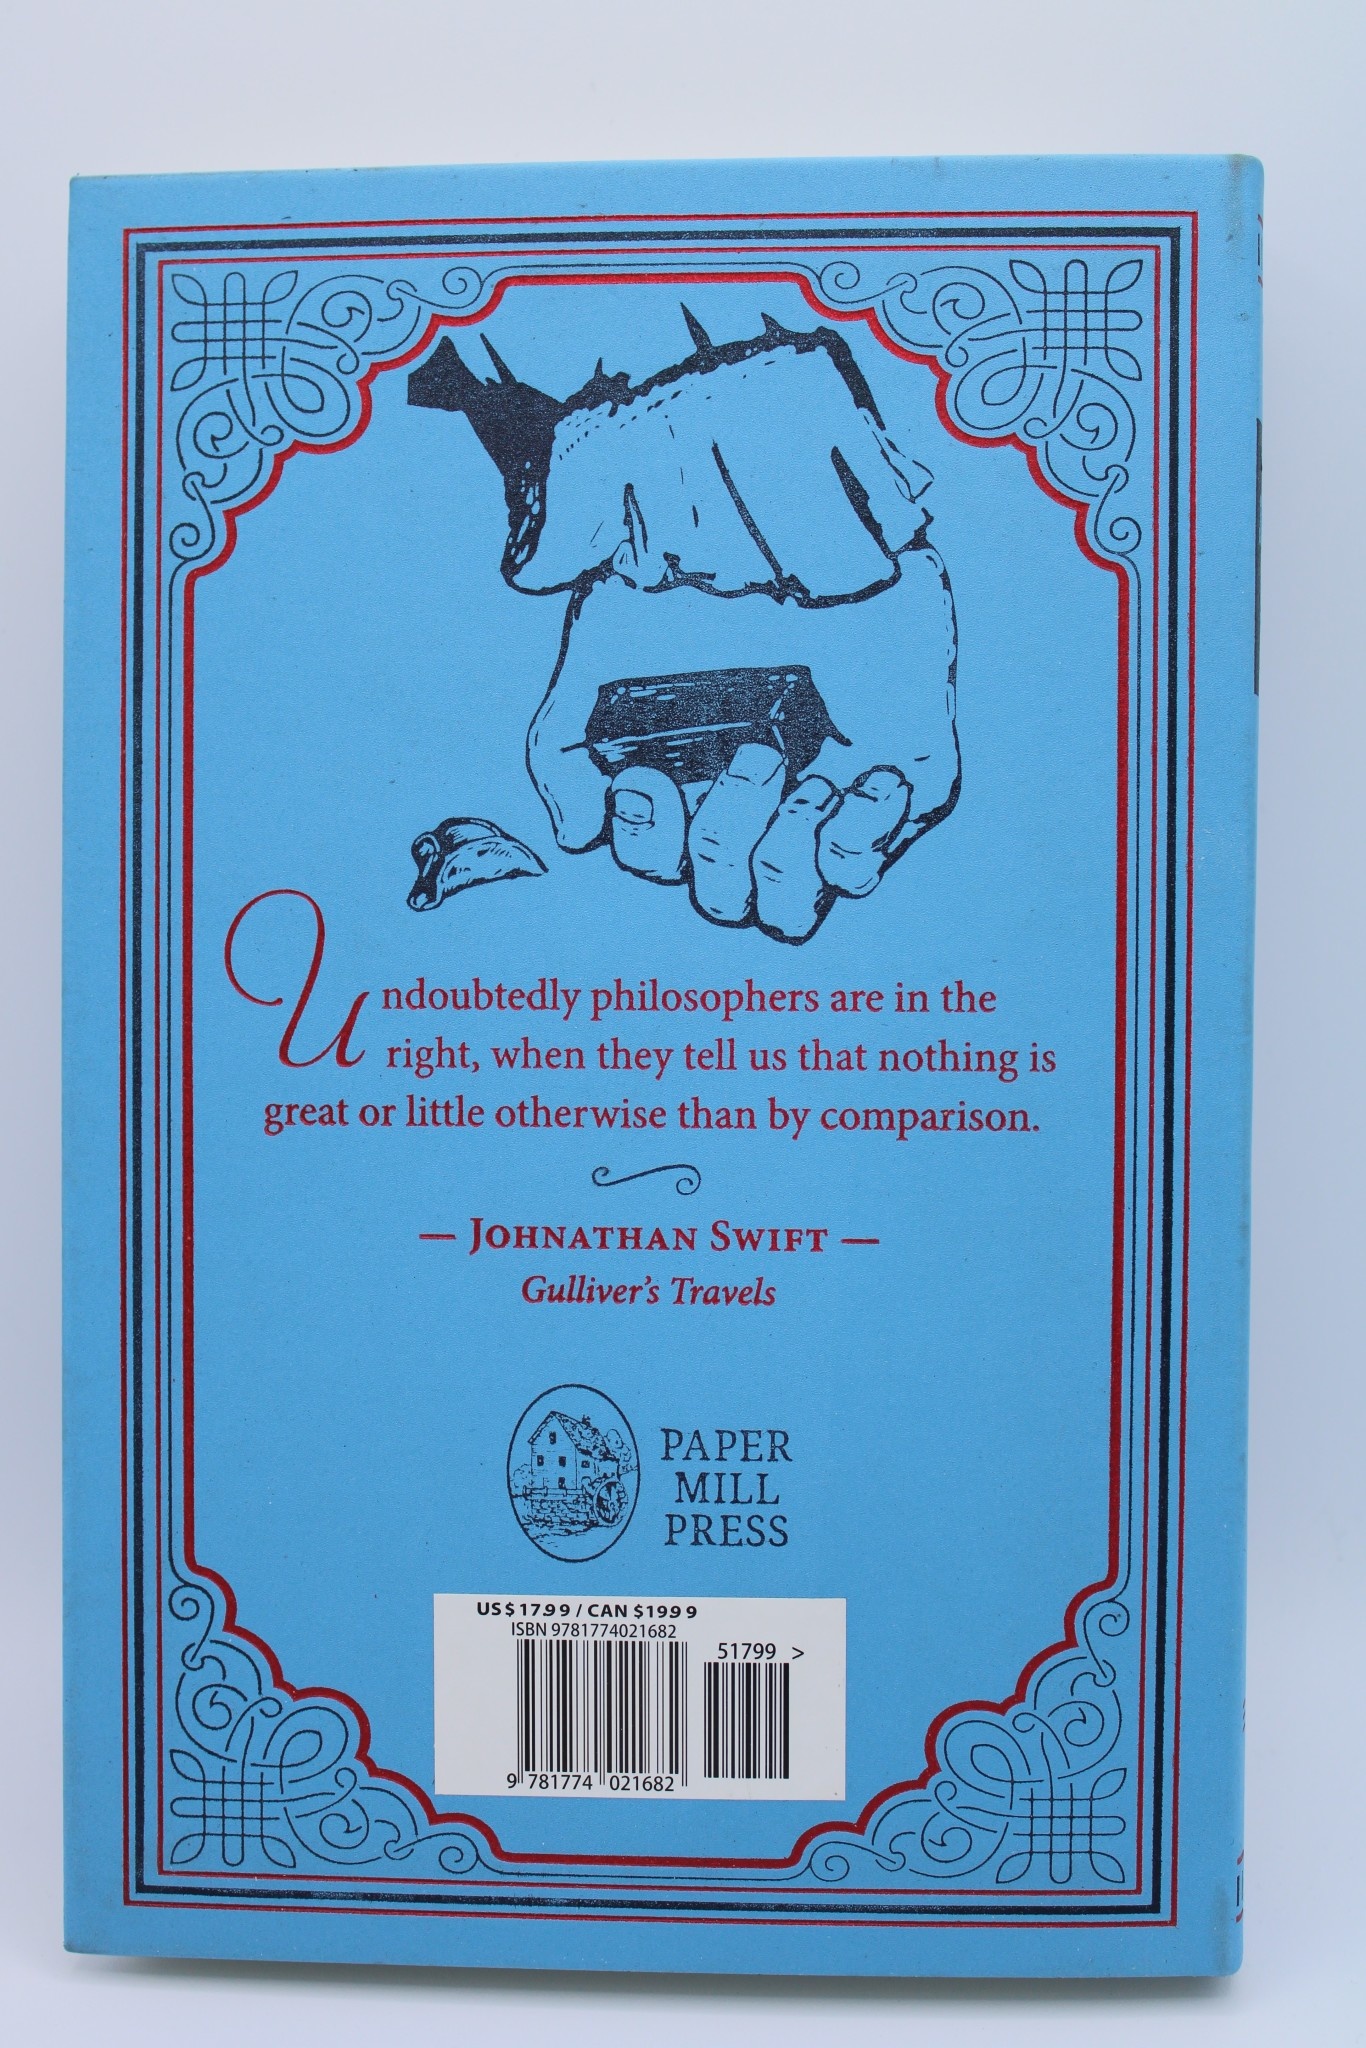 Undoubtedly philosophers are in the
right, when they tell us that nothing is
great or little otherwise than by comparison.
— JOHNATHAN SWIFT —
Gulliver's Travels
PAPER
MILL
PRESS
US $ 17.99 / CAN $19.99
ISBN 9781774021682
51799 >
9 781774 021682